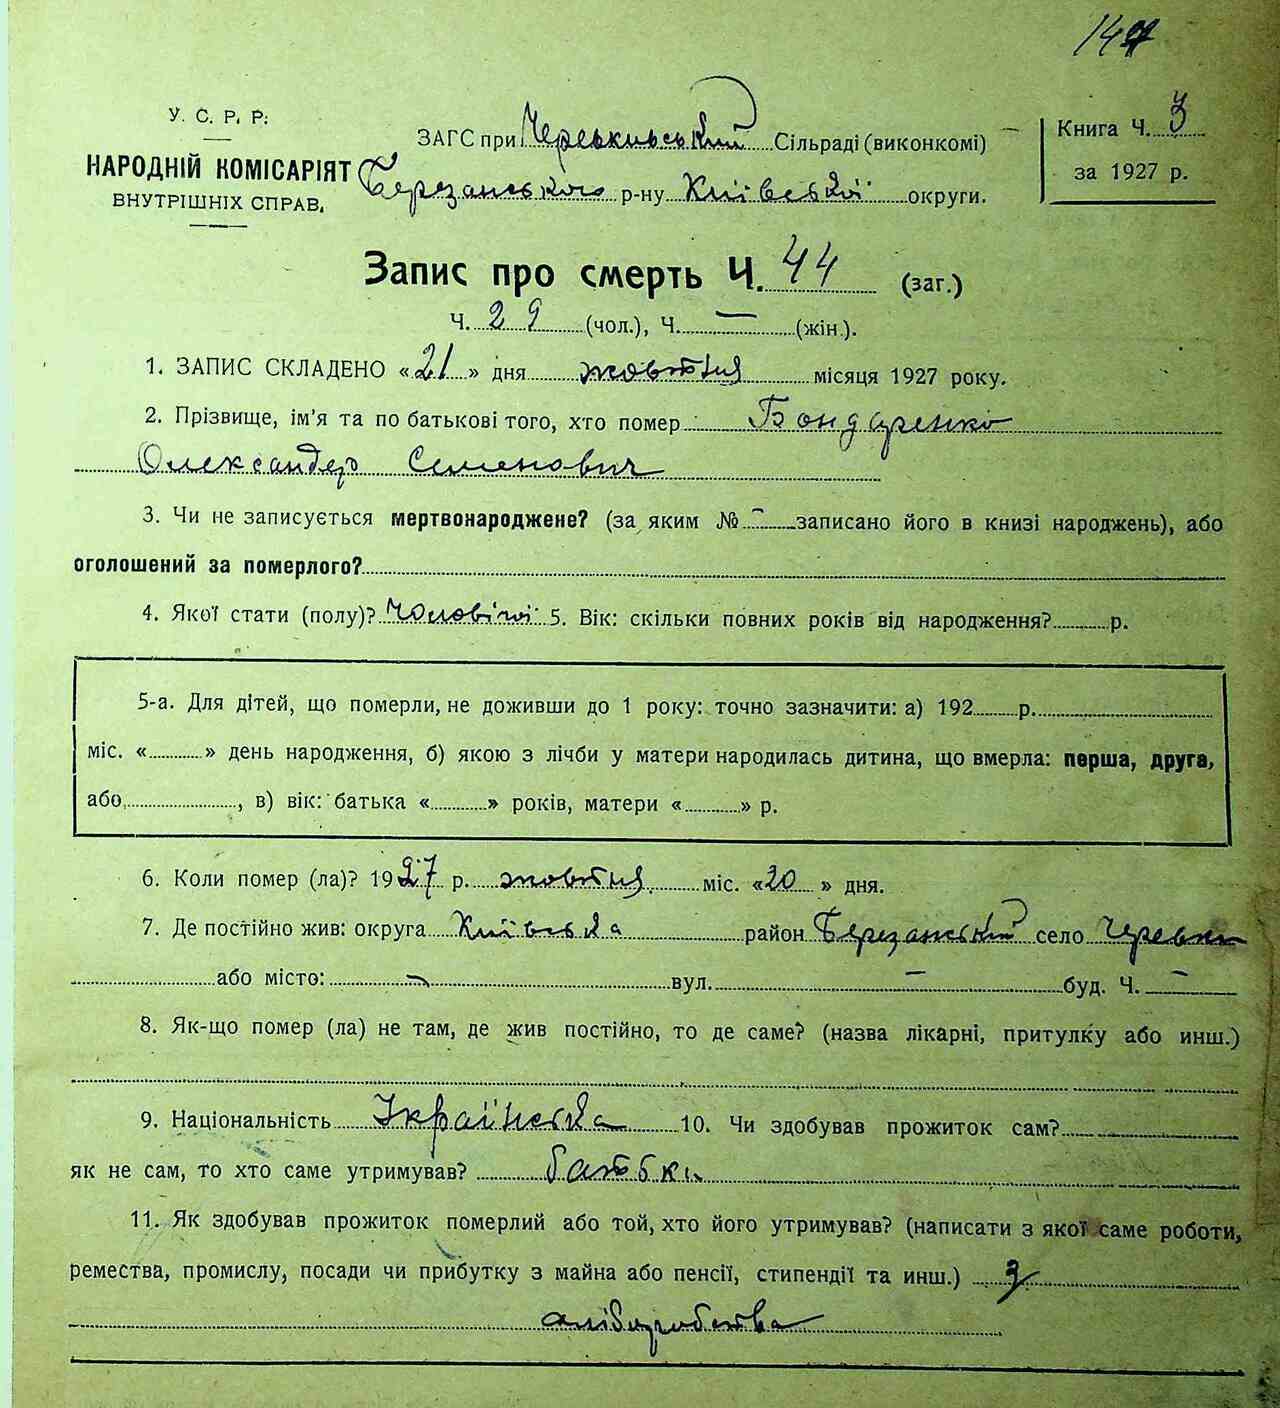 147
У. С. Р. Р.
НАРОДНІЙ КОМІСАРІЯТ
ВНУТРІШНІХ СПРАВ.
ЗАГС при Черевківський Сільраді (виконкомі)
Березанського р-ну Київської округи.
Книга Ч. 3
за 1927 р.
Запис про смерть Ч. 44 (заг.)
Ч. 29 (чол.), Ч. — (жін.).
1. ЗАПИС СКЛАДЕНО «21» дня жовтня місяця 1927 року.
2. Прізвище, ім'я та по батькові того, хто помер Бондаренко
Олександер Семенович
3. Чи не записується мертвонароджене? (за яким № - записано його в книзі народжень), або
оголошений за померлого?
4. Якої стати (полу)? Чоловічої 5. Вік: скільки повних років від народження? р.
5-а. Для дітей, що померли, не доживши до 1 року: точно зазначити: а) 192 р.
міс. « » день народження, б) якою з лічби у матери народилась дитина, що вмерла: перша, друга,
або , в) вік: батька « » років, матери « » р.
6. Коли помер (ла)? 1927 р. жовтня міс. «20» дня.
7. Де постійно жив: округа Київська район Березанський село Черевки
або місто: - вул. — буд. Ч. —
8. Як-що помер (ла) не там, де жив постійно, то де саме? (назва лікарні, притулку або инш.)
9. Національність Українська 10. Чи здобував прожиток сам?
як не сам, то хто саме утримував? батьки
11. Як здобував прожиток померлий або той, хто його утримував? (написати з якої саме роботи,
ремества, промислу, посади чи прибутку з майна або пенсії, стипендії та инш.) З
хліборобства